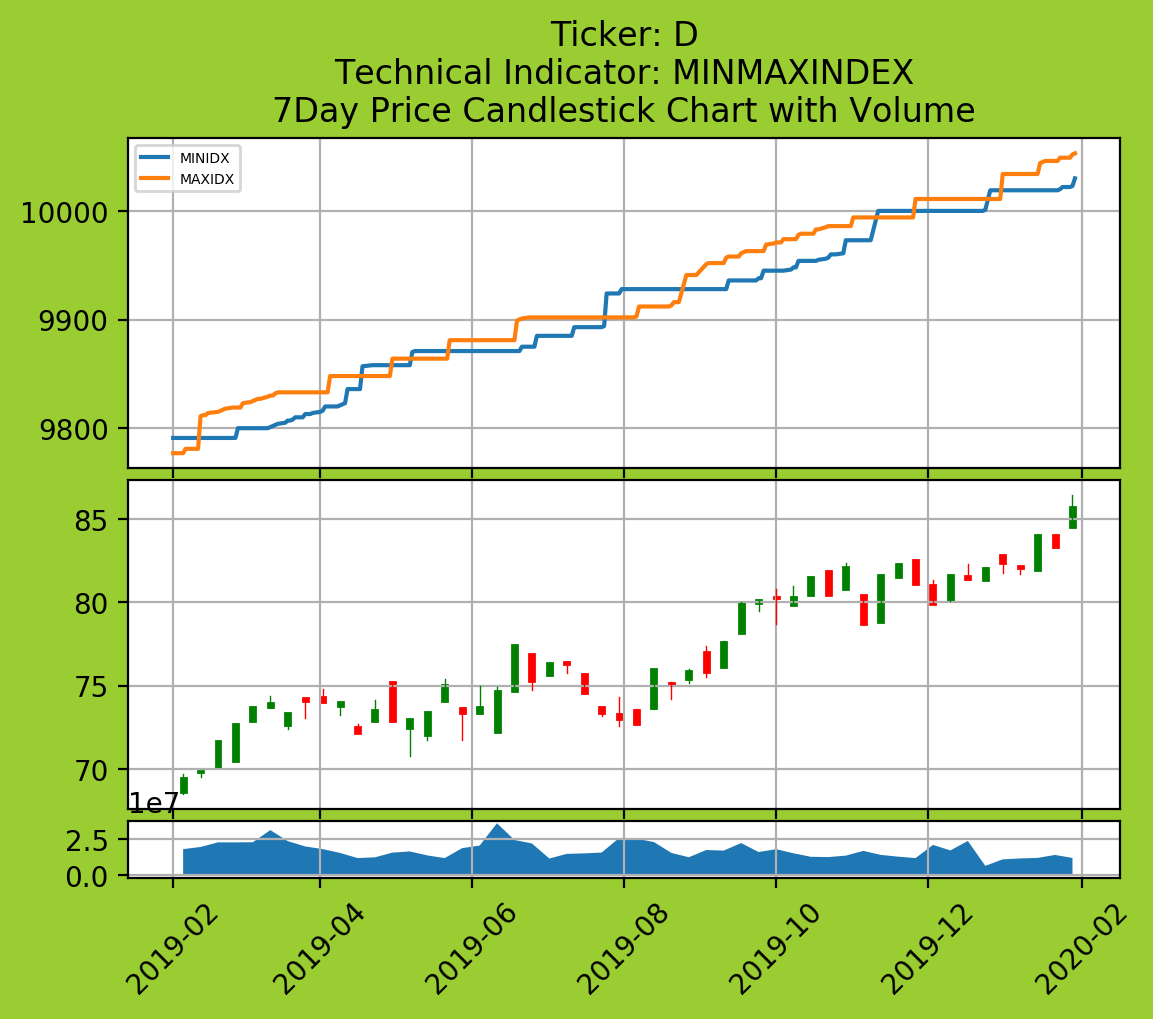 Ticker: D
Technical Indicator: MINMAXINDEX
7Day Price Candlestick Chart with Volume
MINIDX
MAXIDX
10000
9900
9800
85
80
75
70
1e7
2.5
0.0
2019-02
2019-04
2019-06
2019-08
2019-10
2019-12
2020-02